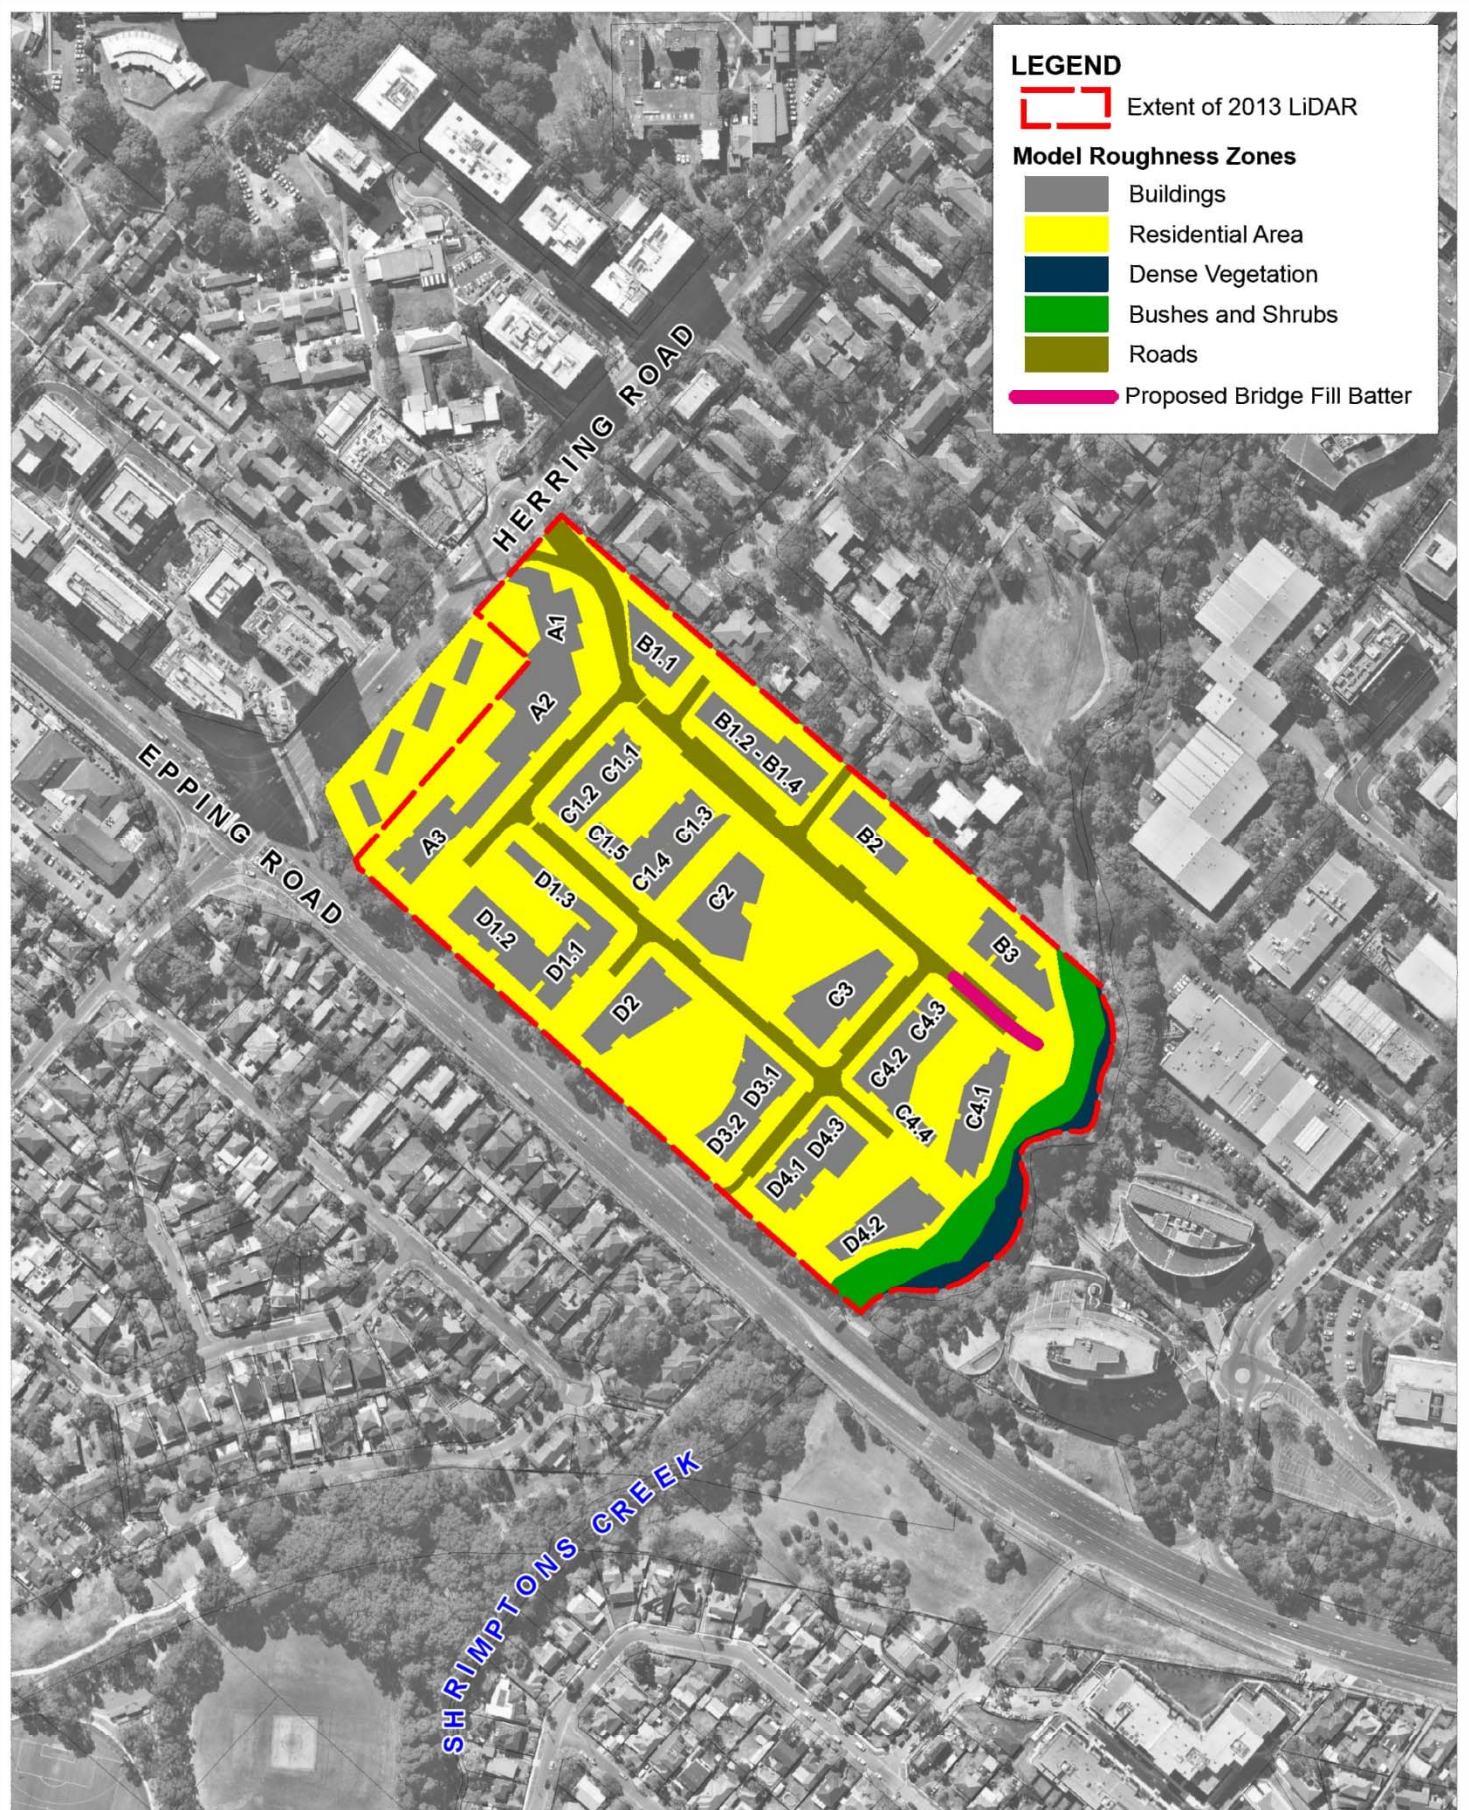 LEGEND
Extent of 2013 LiDAR
Model Roughness Zones
Buildings
Residential Area
Dense Vegetation
Bushes and Shrubs
Roads
Proposed Bridge Fill Batter
HERRING ROAD
EPPING ROAD
A1
B1.1
A2
B1.2 - B1.4
C1.1
C1.2
C1.3
C1.5
C1.4
A3
B2
D1.3
C2
D1.2
D1.1
B3
C3
D2
C4.3
C4.2
D3.1
C4.1
C4.4
D3.2
D4.3
D4.1
D4.2
SHRIMPTONS CREEK